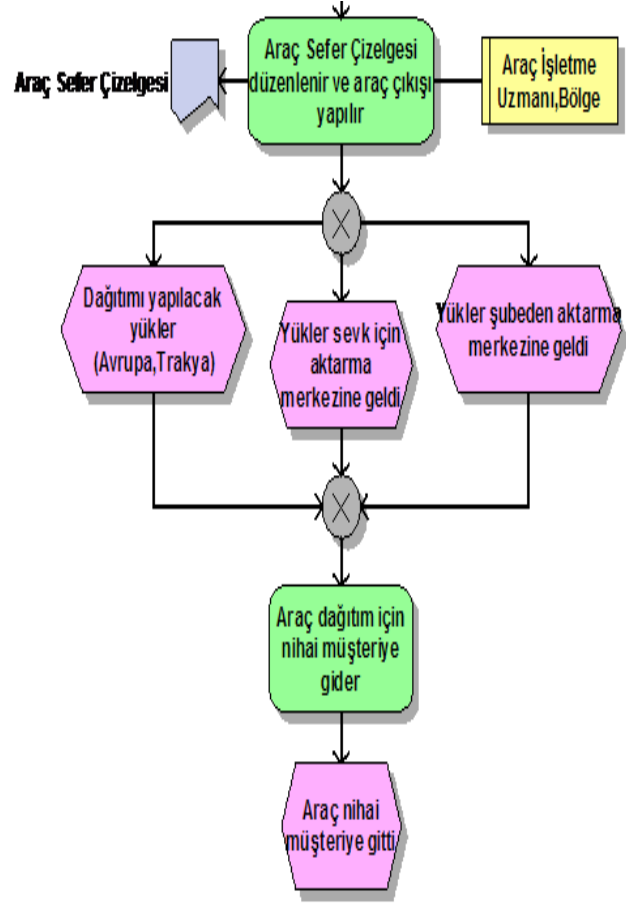 Araç Sefer Çizelgesi
Araç Sefer Çizelgesi
düzenlenir ve araç çıkışı
yapılır
Araç İşletme
Uzmanı,Bölge
Dağıtımı yapılacak
yükler
(Avrupa,Trakya)
Yükler sevk için
aktarma
merkezine geldi
Yükler şubeden aktarma
merkezine geldi
Araç dağıtım için
nihai müşteriye
gider
Araç nihai
müşteriye gitti